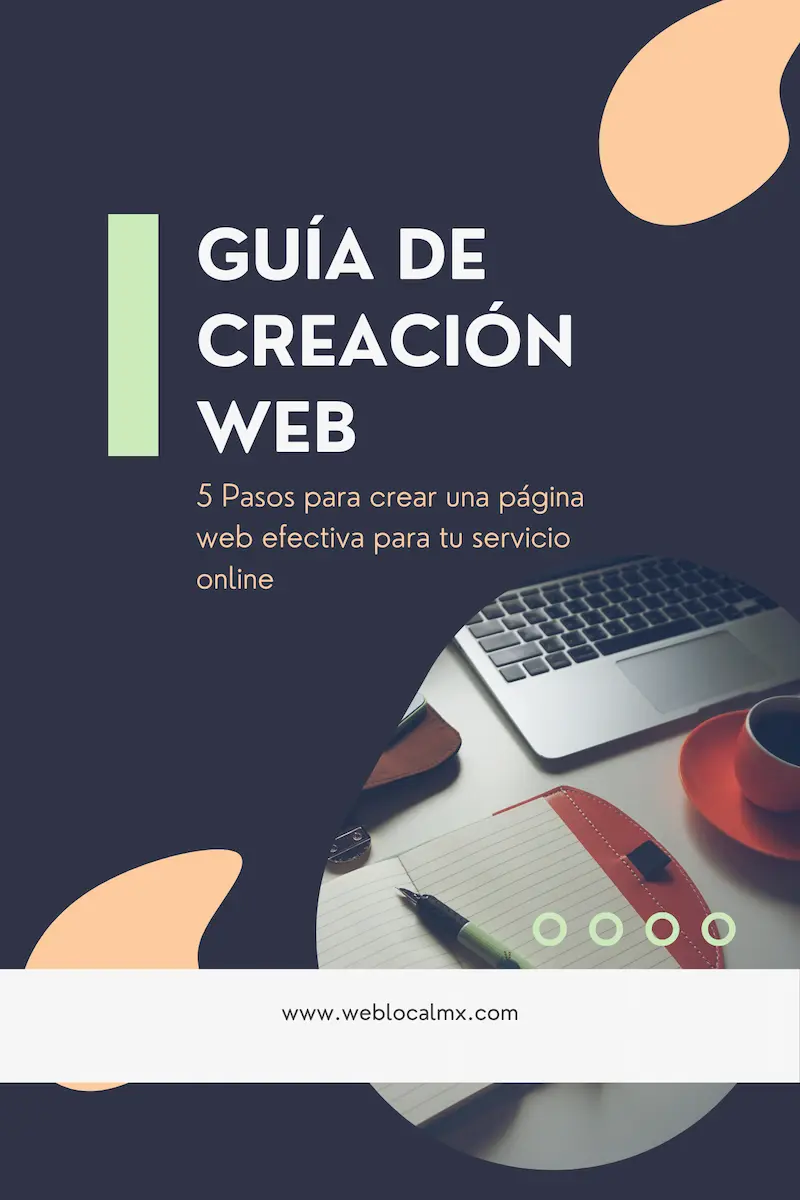 GUÍA DE
CREACIÓN
WEB
5 Pasos para crear una página
web efectiva para tu servicio
online
www.weblocalmx.com